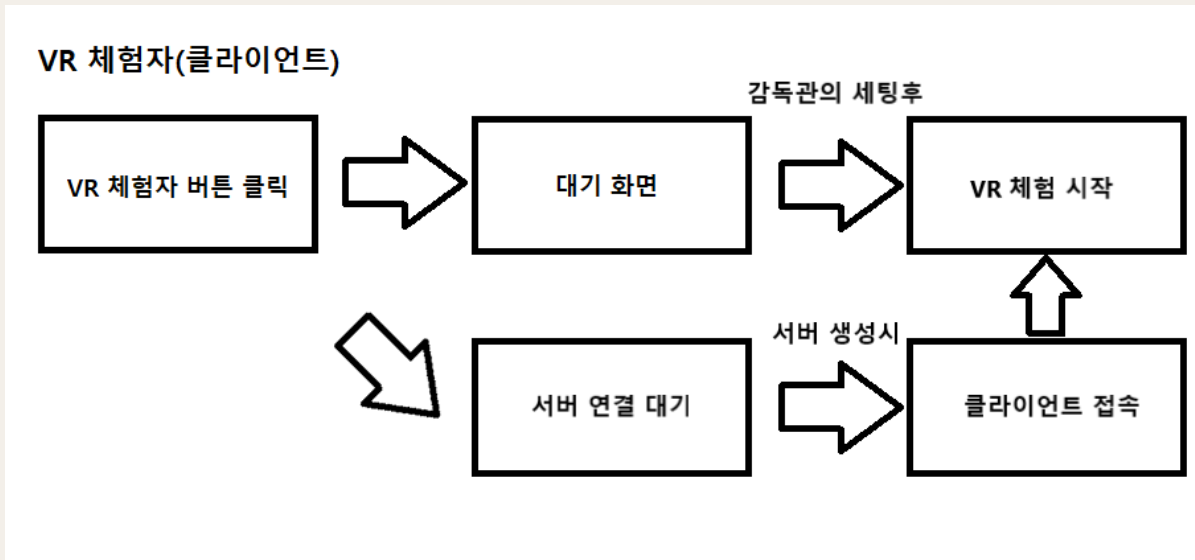 VR 체험자(클라이언트)
감독관의 세팅후
VR 체험자 버튼 클릭
대기 화면
VR 체험 시작
서버 생성시
서버 연결 대기
클라이언트 접속